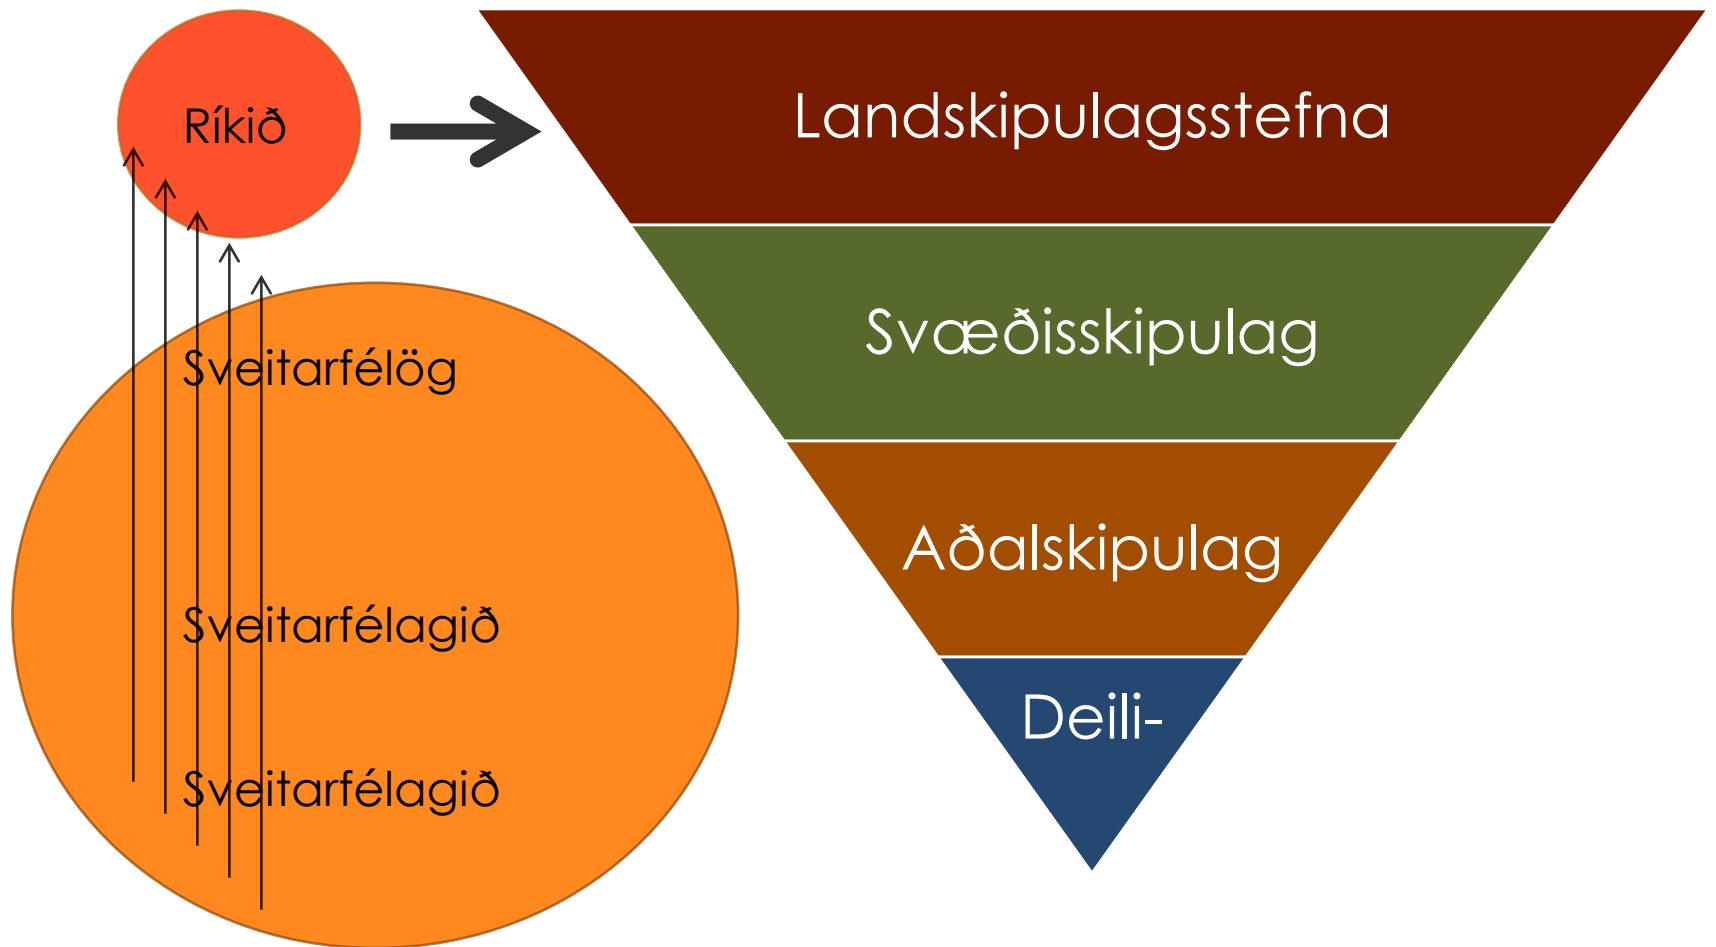 Ríkið
Landskipulagsstefna
Svæðisskipulag
Sveitarfélög
Aðalskipulag
Sveitarfélagið
Deili-
Sveitarfélagið